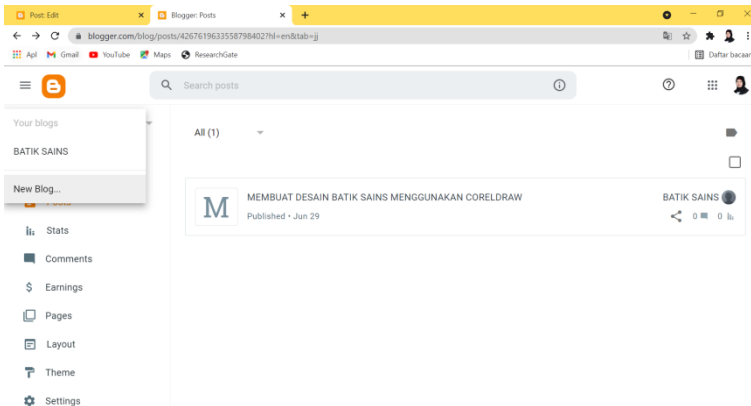 Post: Edit
Blogger: Posts
blogger.com/blog/posts/4267619633558798402?hl=en&tab=jj
Apl Gmail YouTube Maps ResearchGate Daftar bacaan
Search posts
Your blogs
BATIK SAINS
New Blog...
All (1)
M
MEMBUAT DESAIN BATIK SAINS MENGGUNAKAN CORELDRAW
Published • Jun 29
BATIK SAINS
0 0
Posts
Stats
Comments
Earnings
Pages
Layout
Theme
Settings